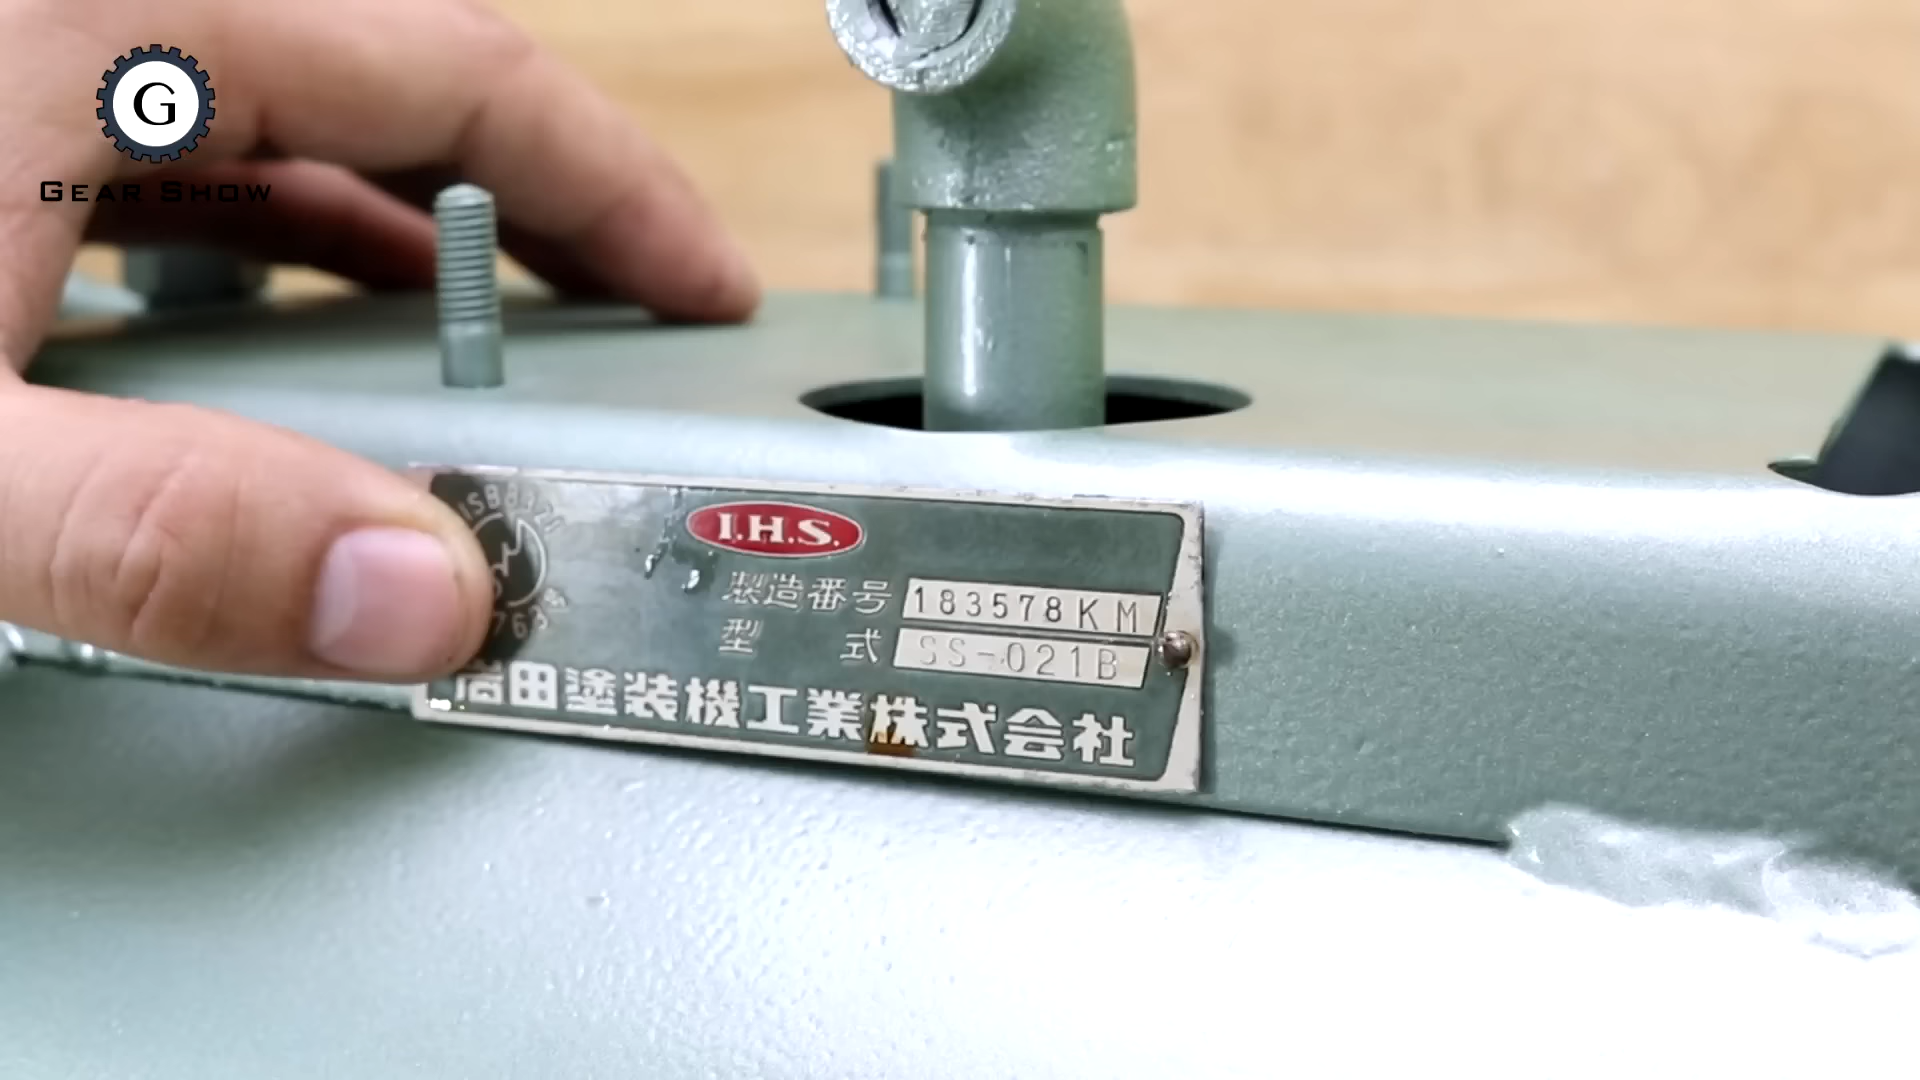 G
GEAR SHOW
I.H.S.
製造番号 183578KM
型 式 SS-021B
田塗装機工業株式会社